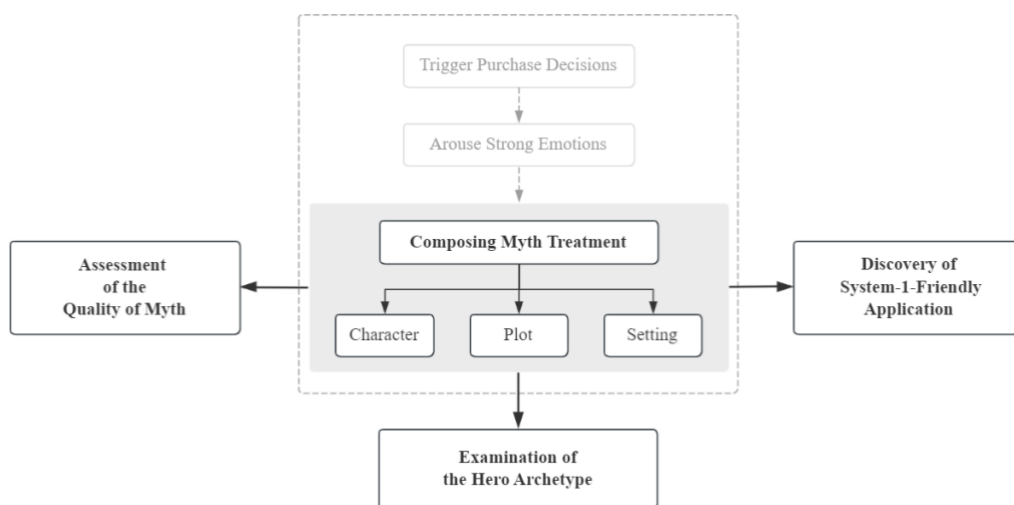 Trigger Purchase Decisions
Arouse Strong Emotions
Composing Myth Treatment
Character
Plot
Setting
Assessment
of the
Quality of Myth
Discovery of
System-1-Friendly
Application
Examination of
the Hero Archetype